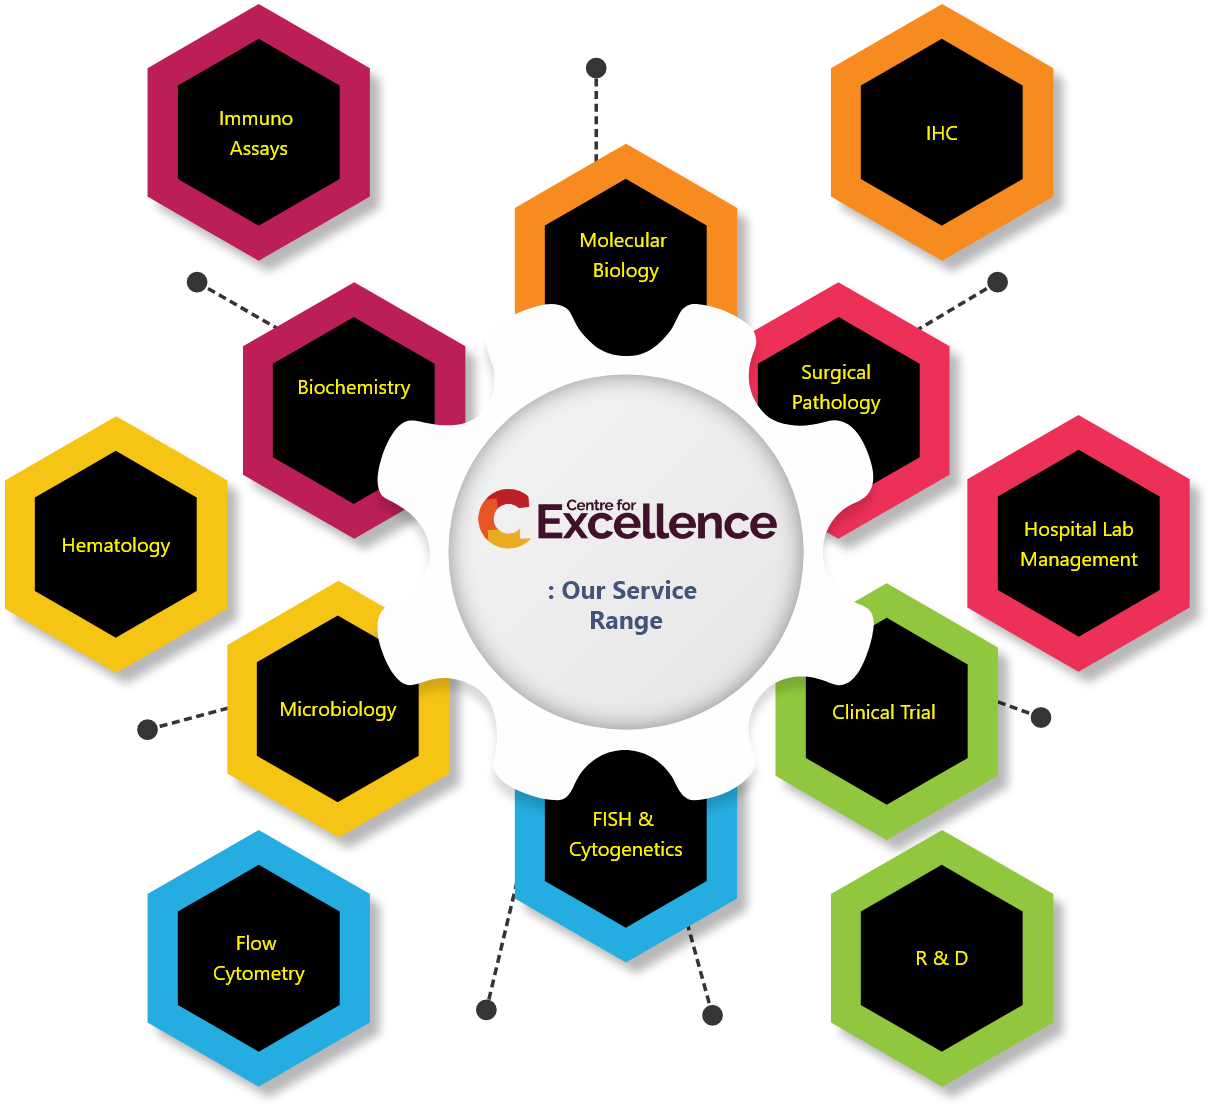 Immuno
Assays
IHC
Molecular
Biology
Biochemistry
Surgical
Pathology
Hematology
Centre for
Excellence
: Our Service
Range
Hospital Lab
Management
Microbiology
Clinical Trial
FISH &
Cytogenetics
Flow
Cytometry
R & D